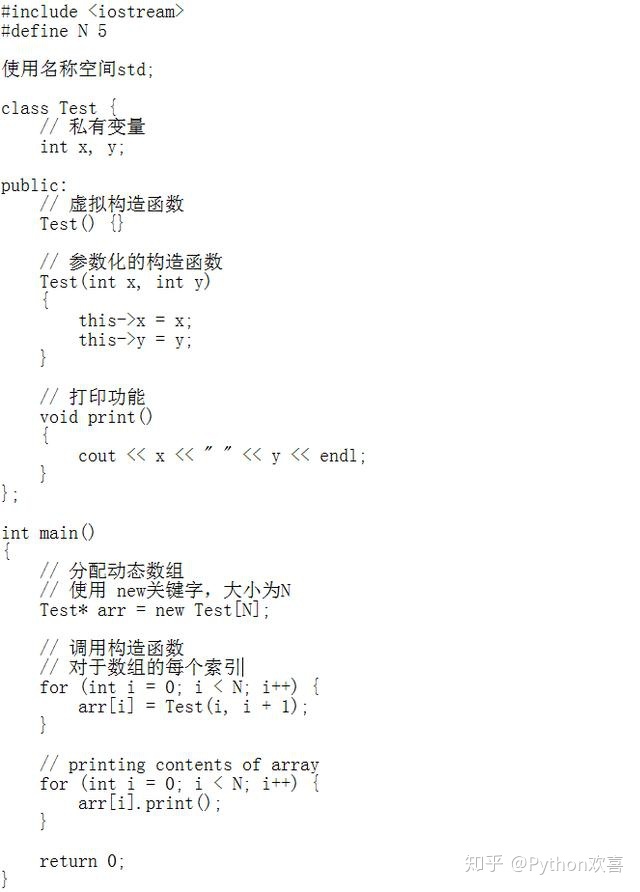 #include <iostream>
#define N 5
使用名称空间std;
class Test {
// 私有变量
int x, y;
public:
// 虚拟构造函数
Test() {}
// 参数化的构造函数
Test(int x, int y)
{
this->x = x;
this->y = y;
}
// 打印功能
void print()
{
cout << x << " " << y << endl;
}
};
int main()
{
// 分配动态数组
// 使用 new关键字，大小为N
Test* arr = new Test[N];
// 调用构造函数
// 对于数组的每个索引
for (int i = 0; i < N; i++) {
arr[i] = Test(i, i + 1);
}
// printing contents of array
for (int i = 0; i < N; i++) {
arr[i].print();
}
return 0;
}
知乎 @Python欢喜